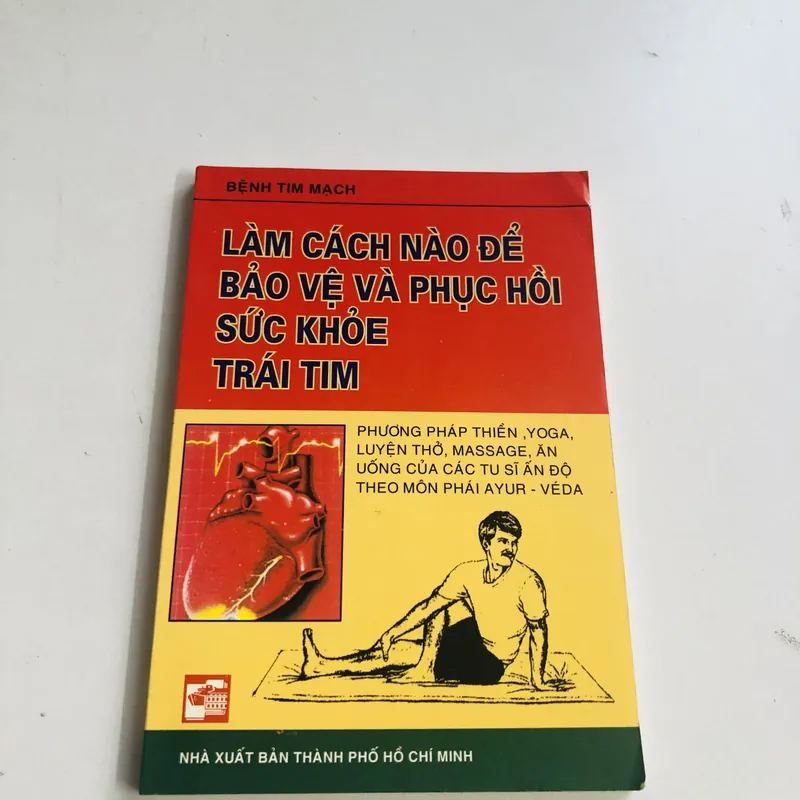 BỆNH TIM MẠCH
LÀM CÁCH NÀO ĐỂ
BẢO VỆ VÀ PHỤC HỒI
SỨC KHỎE
TRÁI TIM
PHƯƠNG PHÁP THIỀN ,YOGA,
LUYỆN THỞ, MASSAGE, ĂN
UỐNG CỦA CÁC TU SĨ ẤN ĐỘ
THEO MÔN PHÁI AYUR - VÉDA
NHÀ XUẤT BẢN THÀNH PHỐ HỒ CHÍ MINH